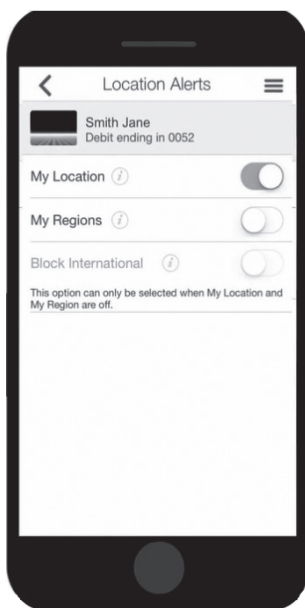 Location Alerts
Smith Jane
Debit ending in 0052
My Location i
My Regions i
Block International i
This option can only be selected when My Location and
My Region are off.